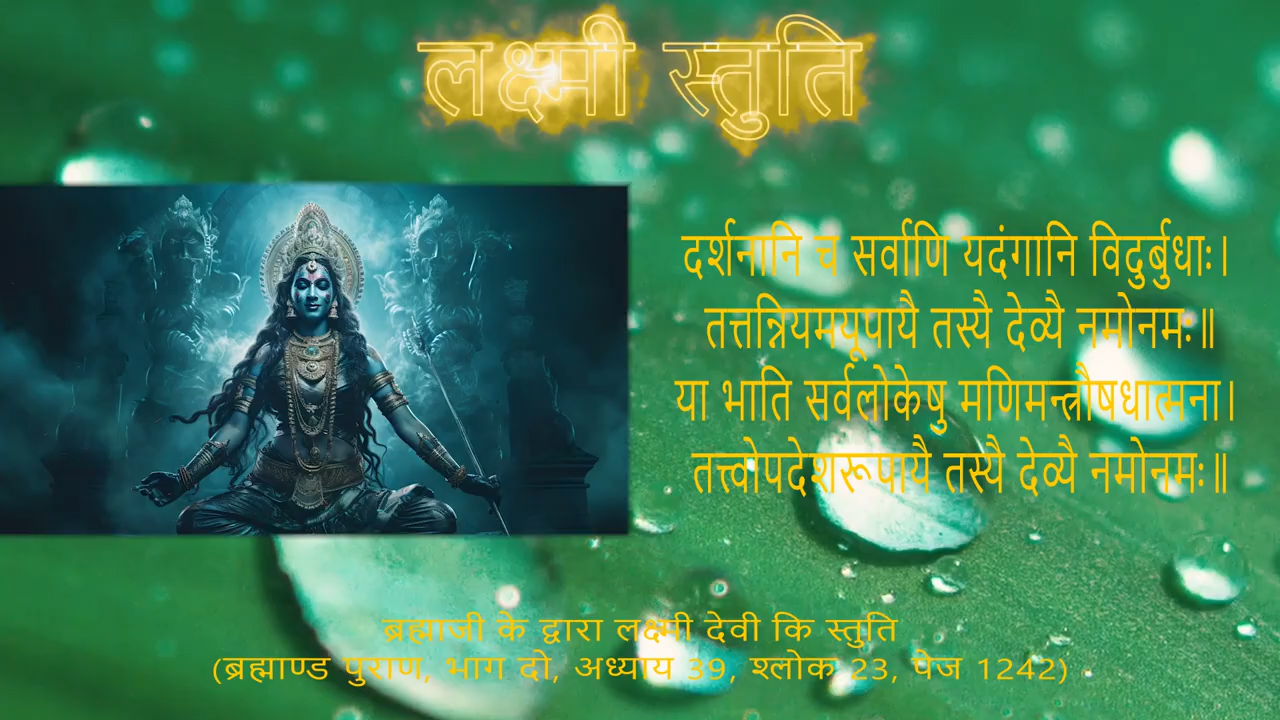 लक्ष्मी स्तुति
दर्शनानि च सर्वाणि यदंगानि विदुर्बुधाः।
तत्तन्नियमयूपायै तस्यै देव्यै नमोनमः॥
या भाति सर्वलोकेषु मणिमन्त्रौषधात्मना।
तत्त्वोपदेशरूपायै तस्यै देव्यै नमोनमः॥
ब्रह्माजी के द्वारा लक्ष्मी देवी कि स्तुति
(ब्रह्माण्ड पुराण, भाग दो, अध्याय 39, श्लोक 23, पेज 1242)